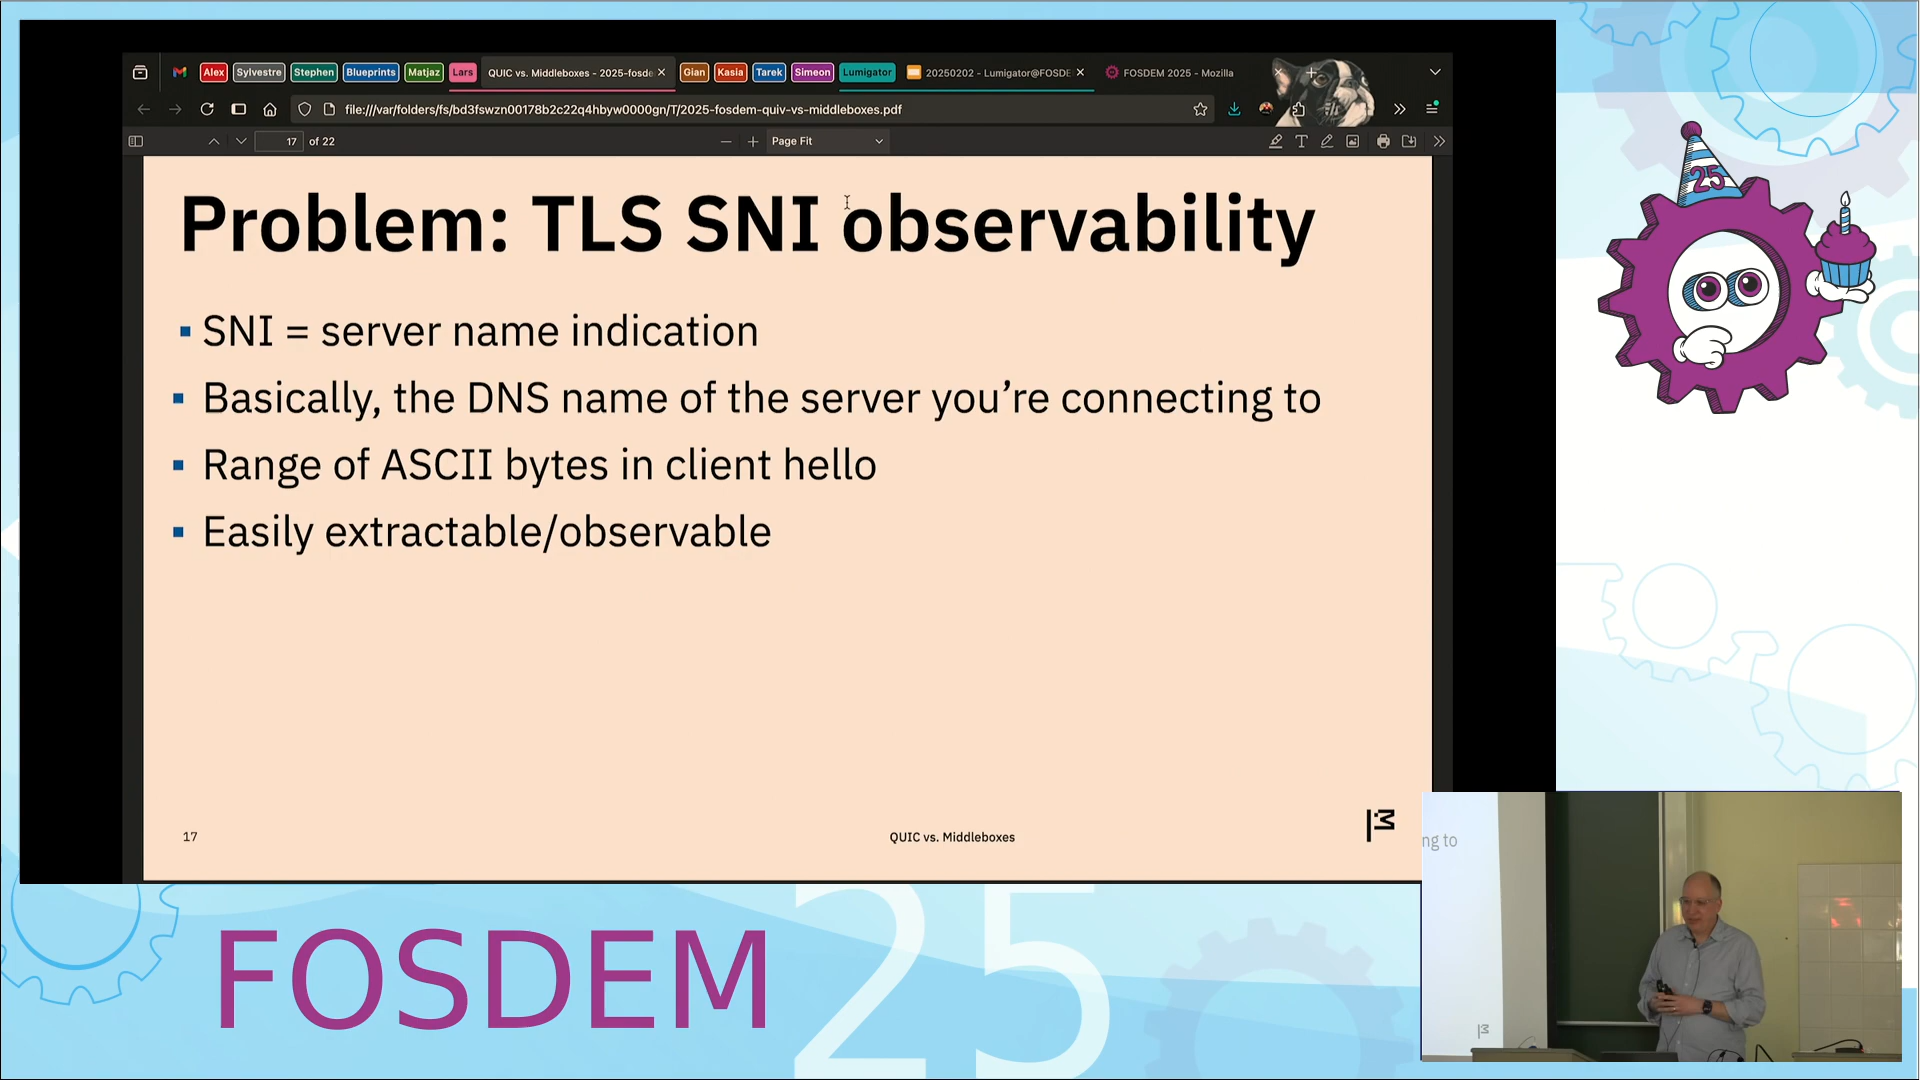 Alex
Sylvestre
Stephen
Blueprints
Matjaz
Lars
QUIC vs. Middleboxes - 2025-fosde
Gian
Kasia
Tarek
Simeon
Lumigator
20250202 - Lumigator@FOSDE
FOSDEM 2025 - Mozilla
file:///var/folders/fs/bd3fswzn00178b2c22q4hbyw0000gn/T/2025-fosdem-quiv-vs-middleboxes.pdf
17 of 22
Page Fit
Problem: TLS SNI observability
▪ SNI = server name indication
▪ Basically, the DNS name of the server you’re connecting to
▪ Range of ASCII bytes in client hello
▪ Easily extractable/observable
17
QUIC vs. Middleboxes
25
ng to
FOSDEM
25